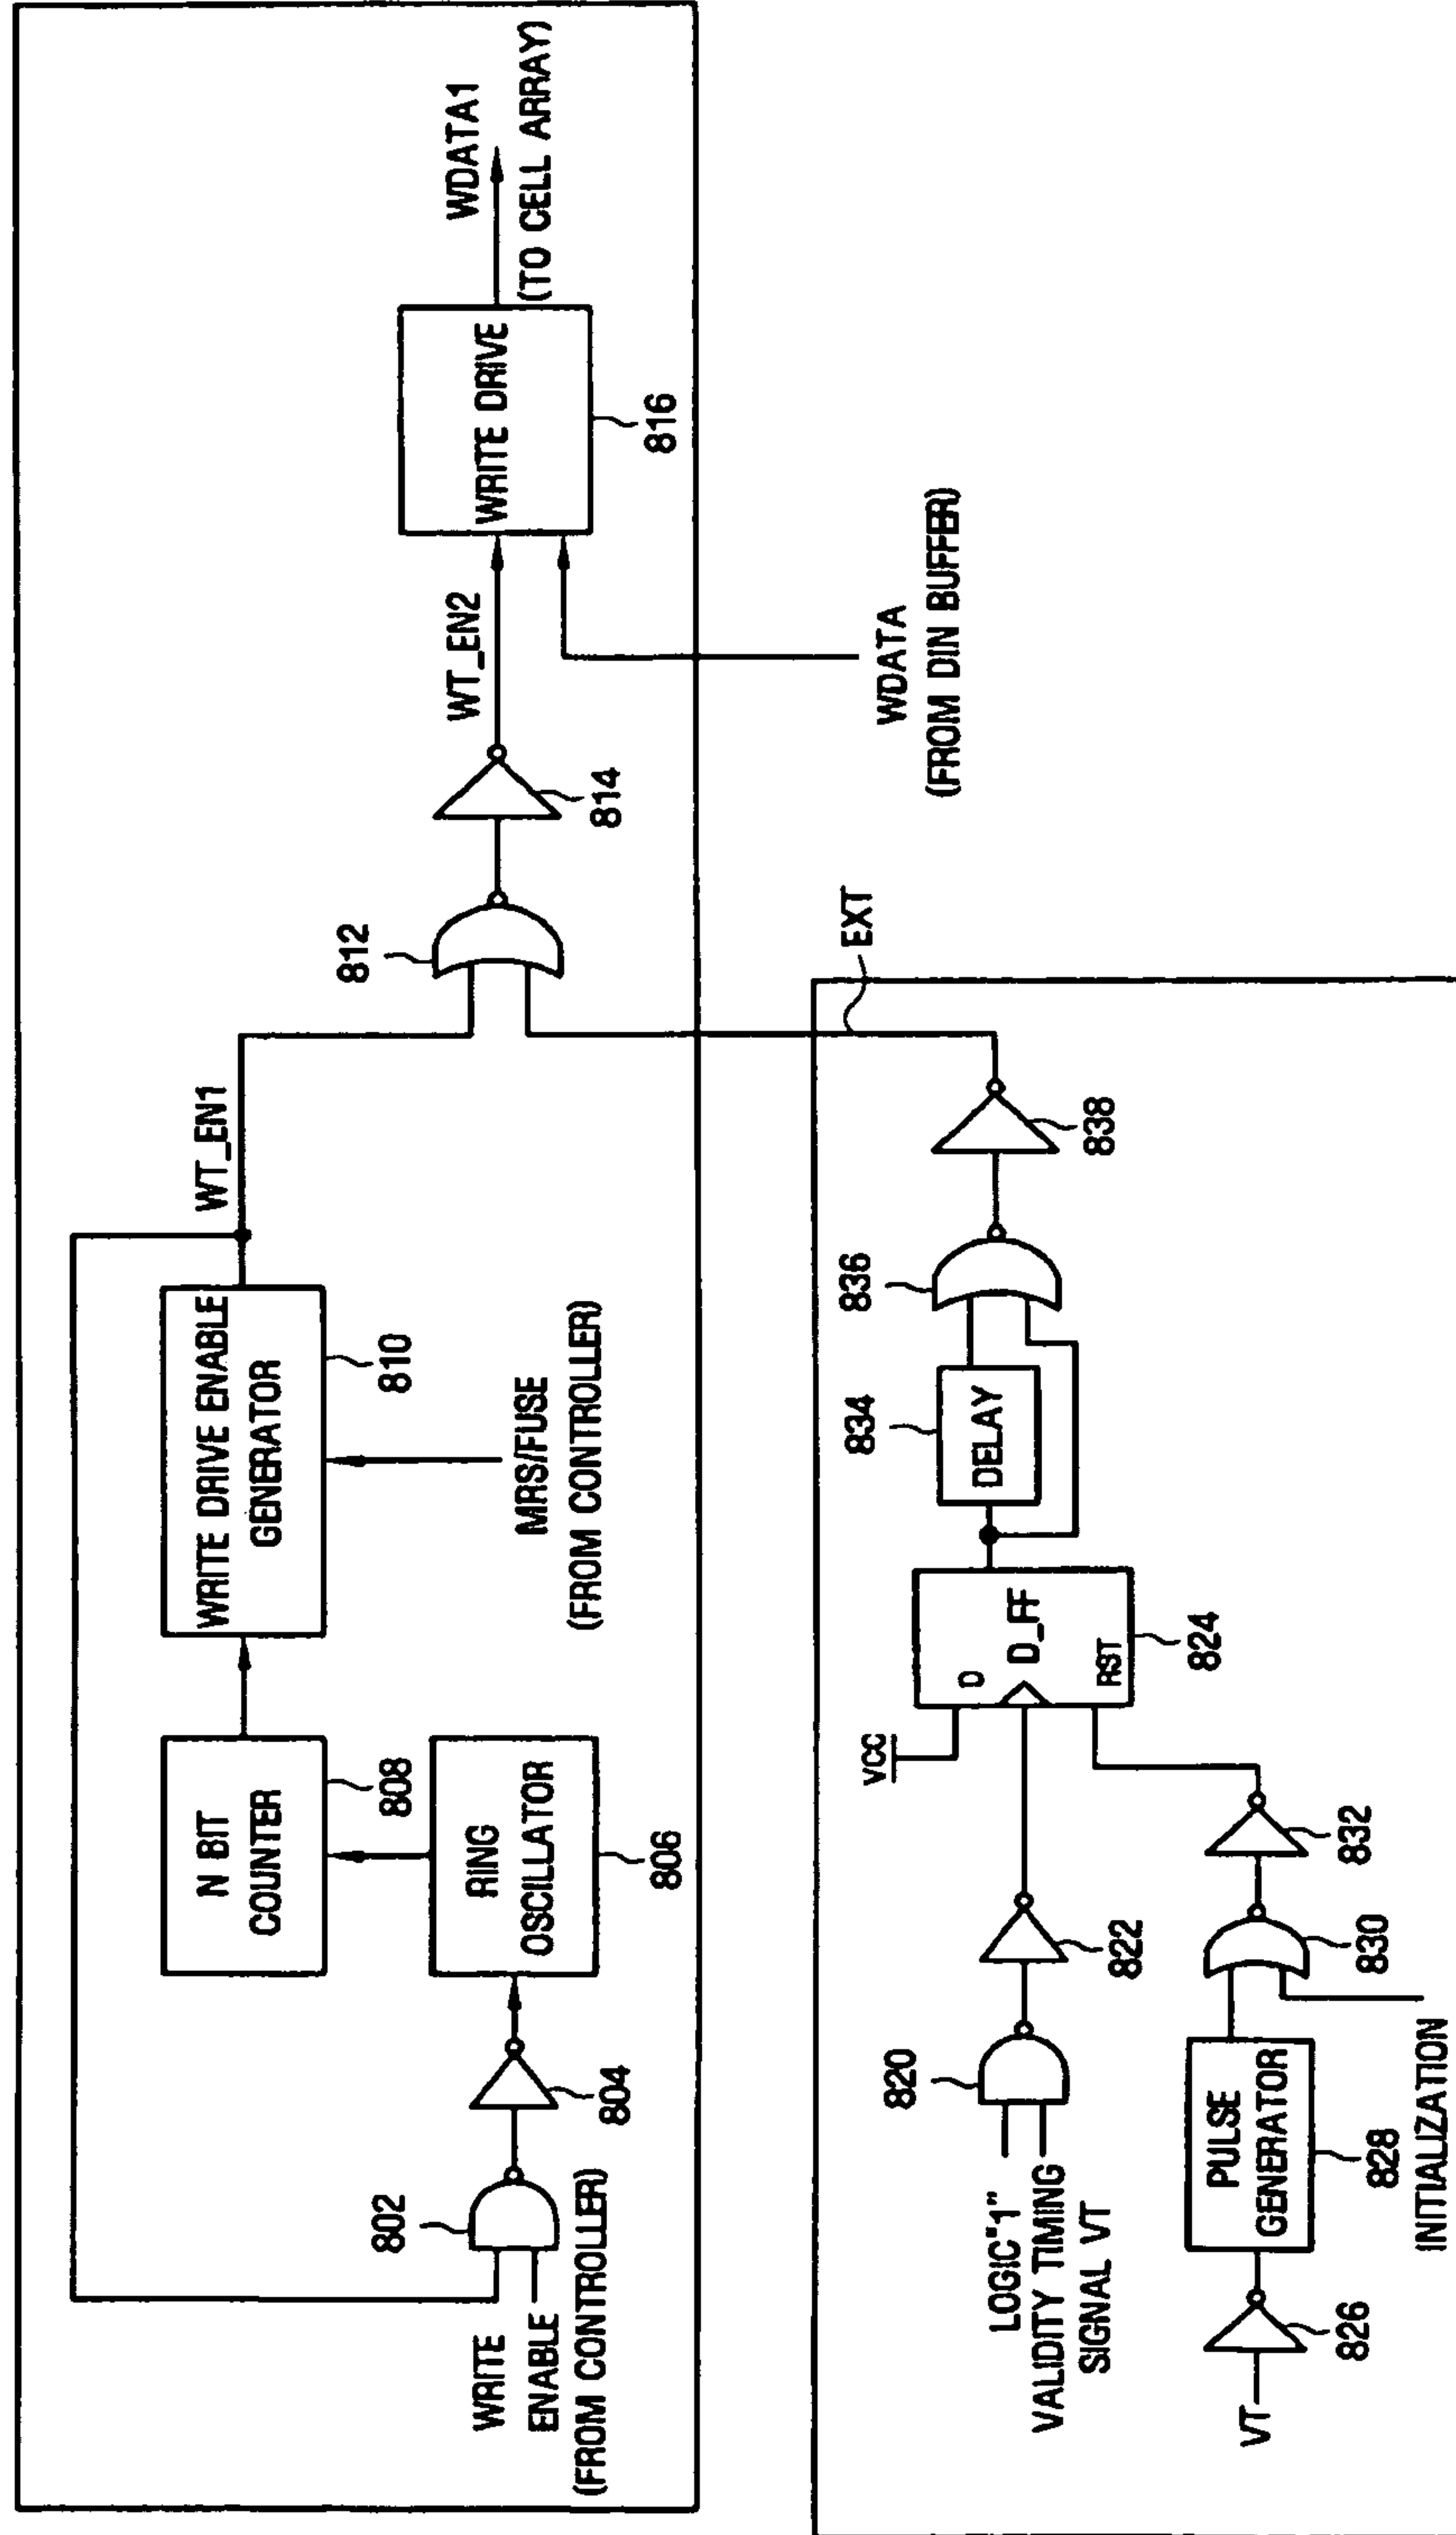 WRITE
ENABLE
(FROM CONTROLLER)
802
804
RING
OSCILLATOR
806
N BIT
COUNTER
808
WRITE DRIVE ENABLE
GENERATOR
810
MRS/FUSE
(FROM CONTROLLER)
WT_EN1
812
814
WT_EN2
WRITE DRIVE
816
WDATA1
(TO CELL ARRAY)
WDATA
(FROM DIN BUFFER)
EXT
LOGIC"1"
VALIDITY TIMING
SIGNAL VT
820
822
VCC
D
D_FF
RST
824
DELAY
834
836
838
VT
826
PULSE
GENERATOR
828
INITIALIZATION
830
832